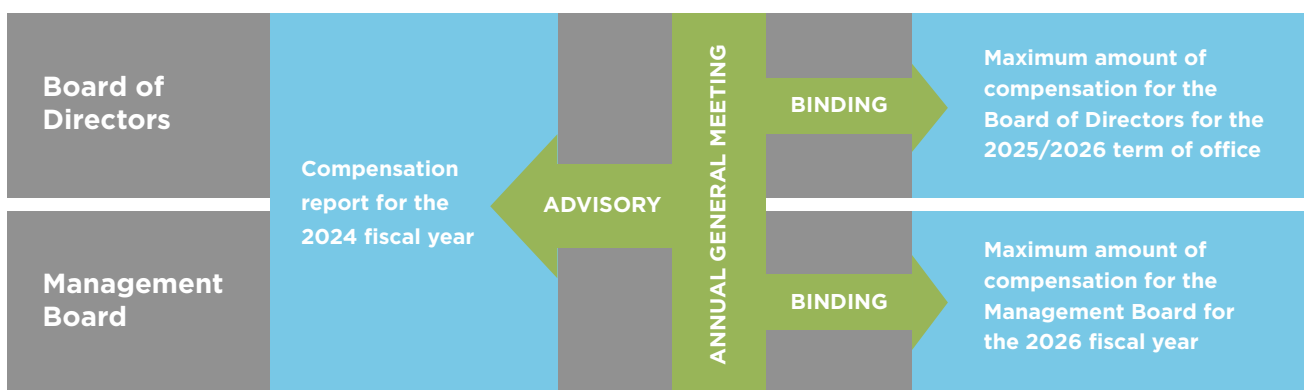 Board of
Directors
Management
Board
Compensation
report for the
2024 fiscal year
ADVISORY
ANNUAL GENERAL MEETING
BINDING
Maximum amount of
compensation for the
Board of Directors for the
2025/2026 term of office
BINDING
Maximum amount of
compensation for the
Management Board for
the 2026 fiscal year